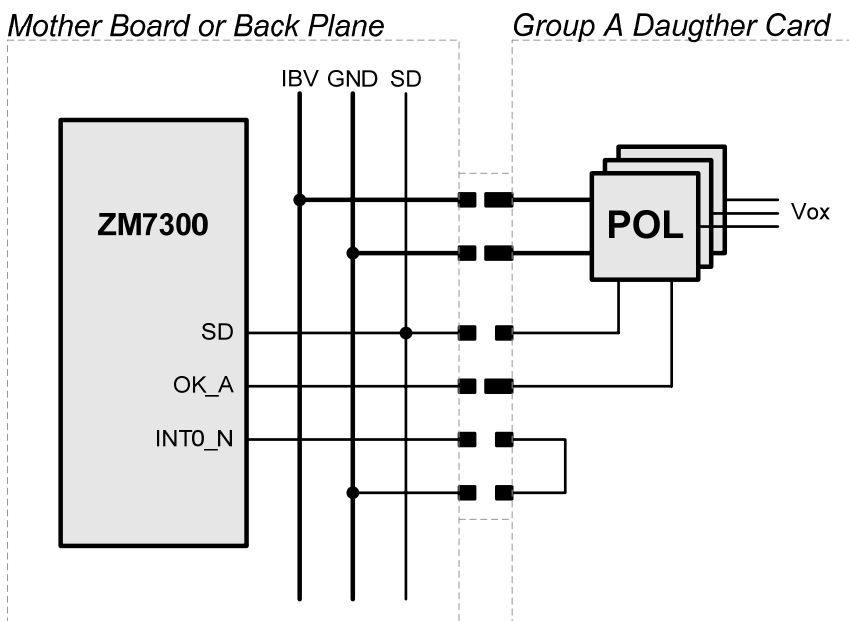 Mother Board or Back Plane
Group A Daugther Card
IBV GND SD
ZM7300
POL
Vox
SD
OK_A
INT0_N